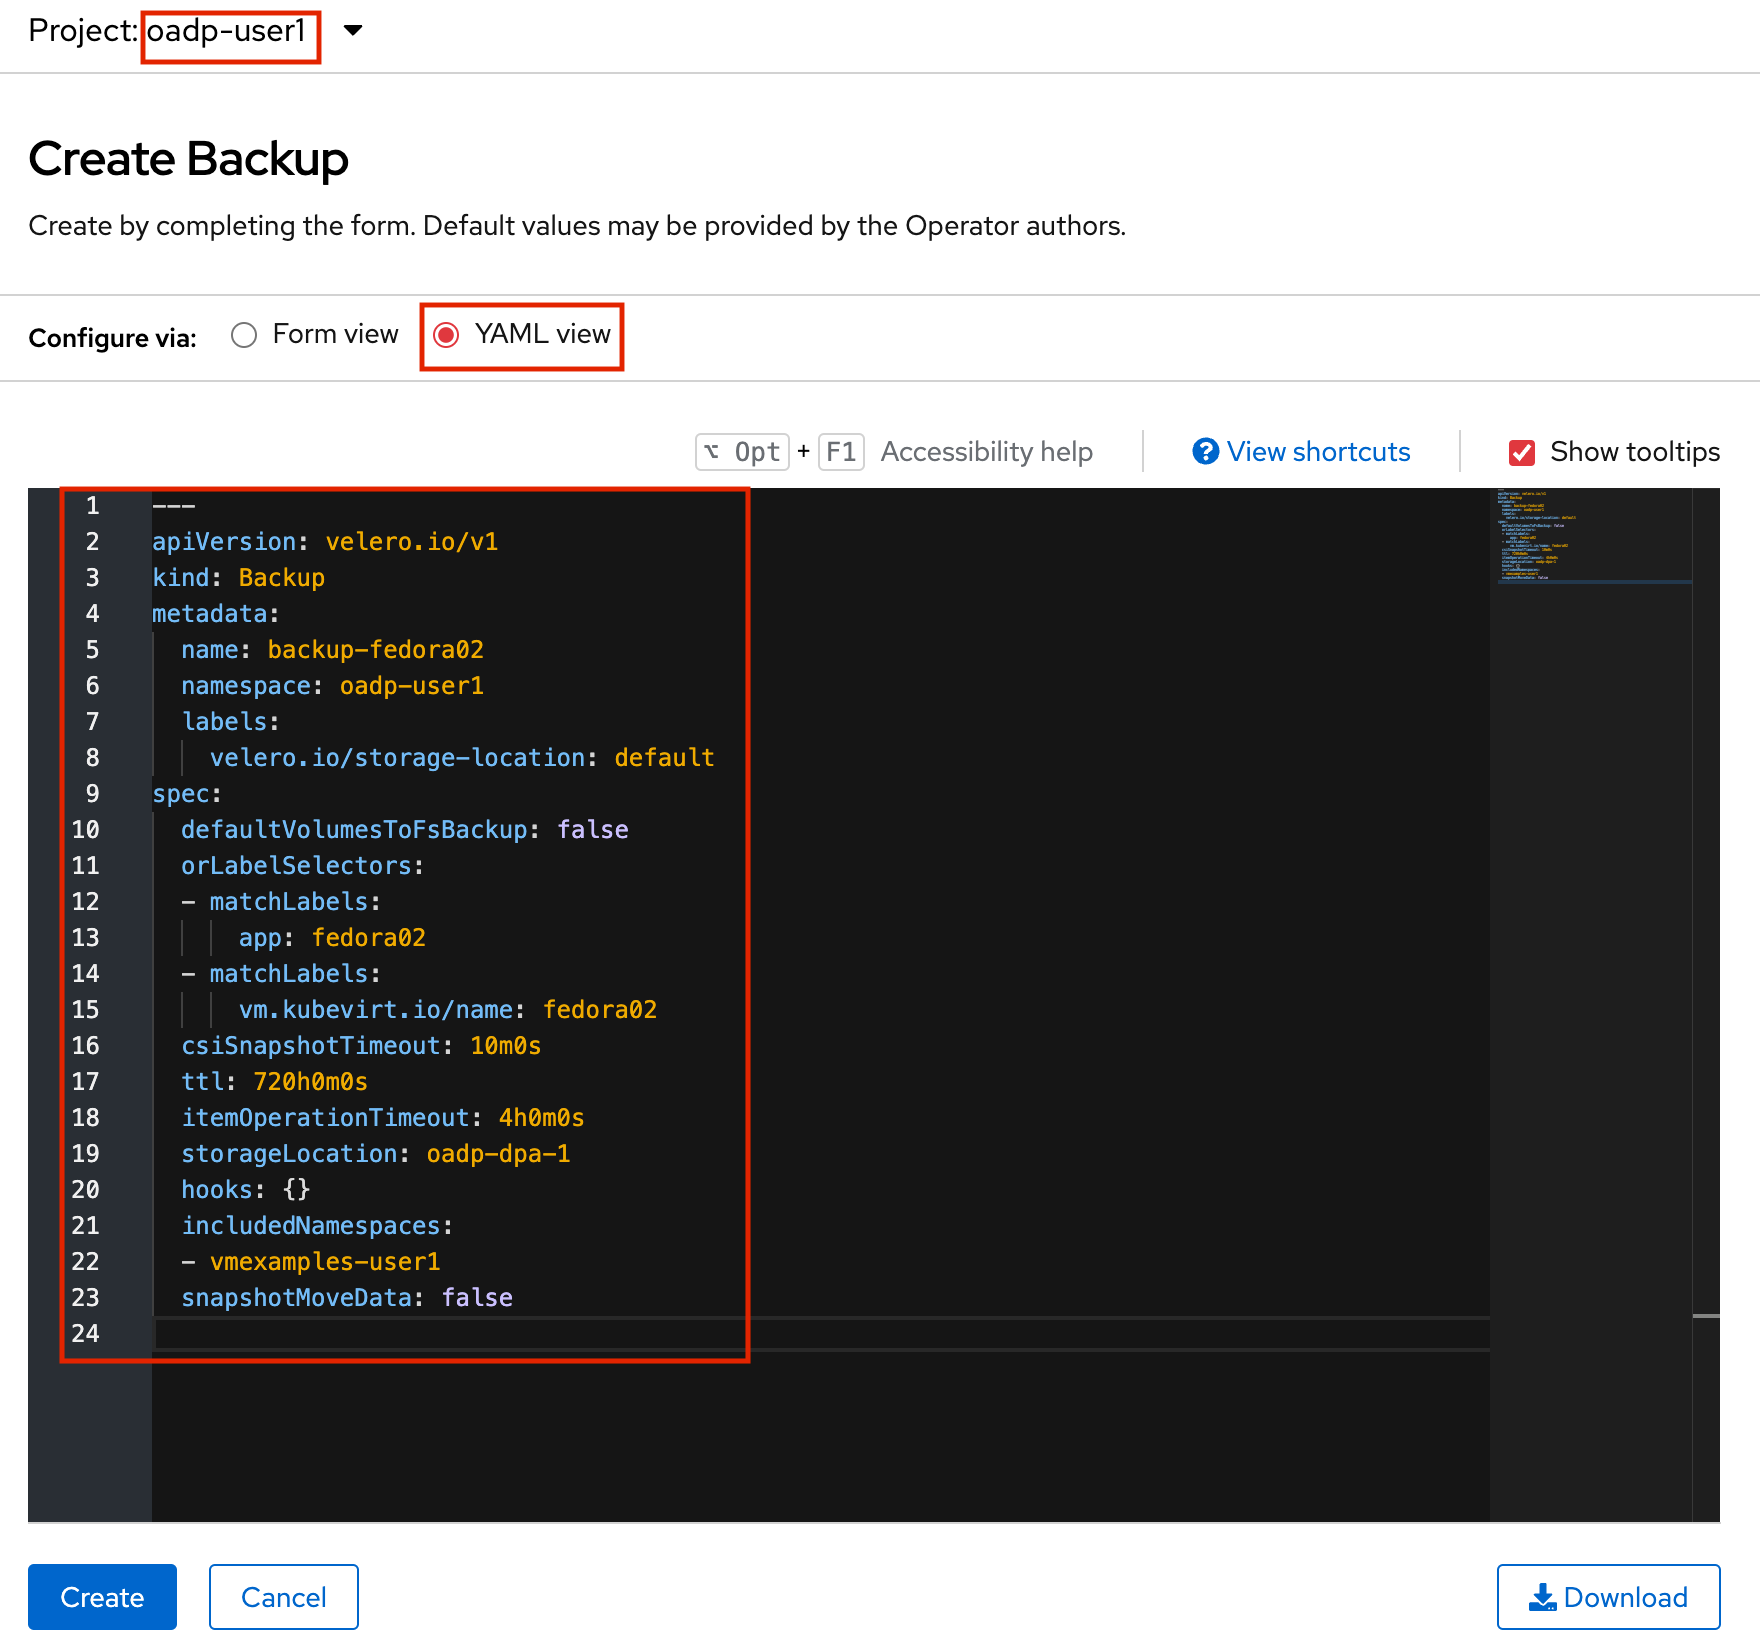 Project: oadp-user1
Create Backup
Create by completing the form. Default values may be provided by the Operator authors.
Configure via: Form view YAML view
⌥ Opt + F1 Accessibility help View shortcuts Show tooltips
1 ---
2 apiVersion: velero.io/v1
3 kind: Backup
4 metadata:
5   name: backup-fedora02
6   namespace: oadp-user1
7   labels:
8     velero.io/storage-location: default
9 spec:
10   defaultVolumesToFsBackup: false
11   orLabelSelectors:
12   - matchLabels:
13       app: fedora02
14   - matchLabels:
15       vm.kubevirt.io/name: fedora02
16   csiSnapshotTimeout: 10m0s
17   ttl: 720h0m0s
18   itemOperationTimeout: 4h0m0s
19   storageLocation: oadp-dpa-1
20   hooks: {}
21   includedNamespaces:
22   - vmexamples-user1
23   snapshotMoveData: false
24
Create Cancel Download